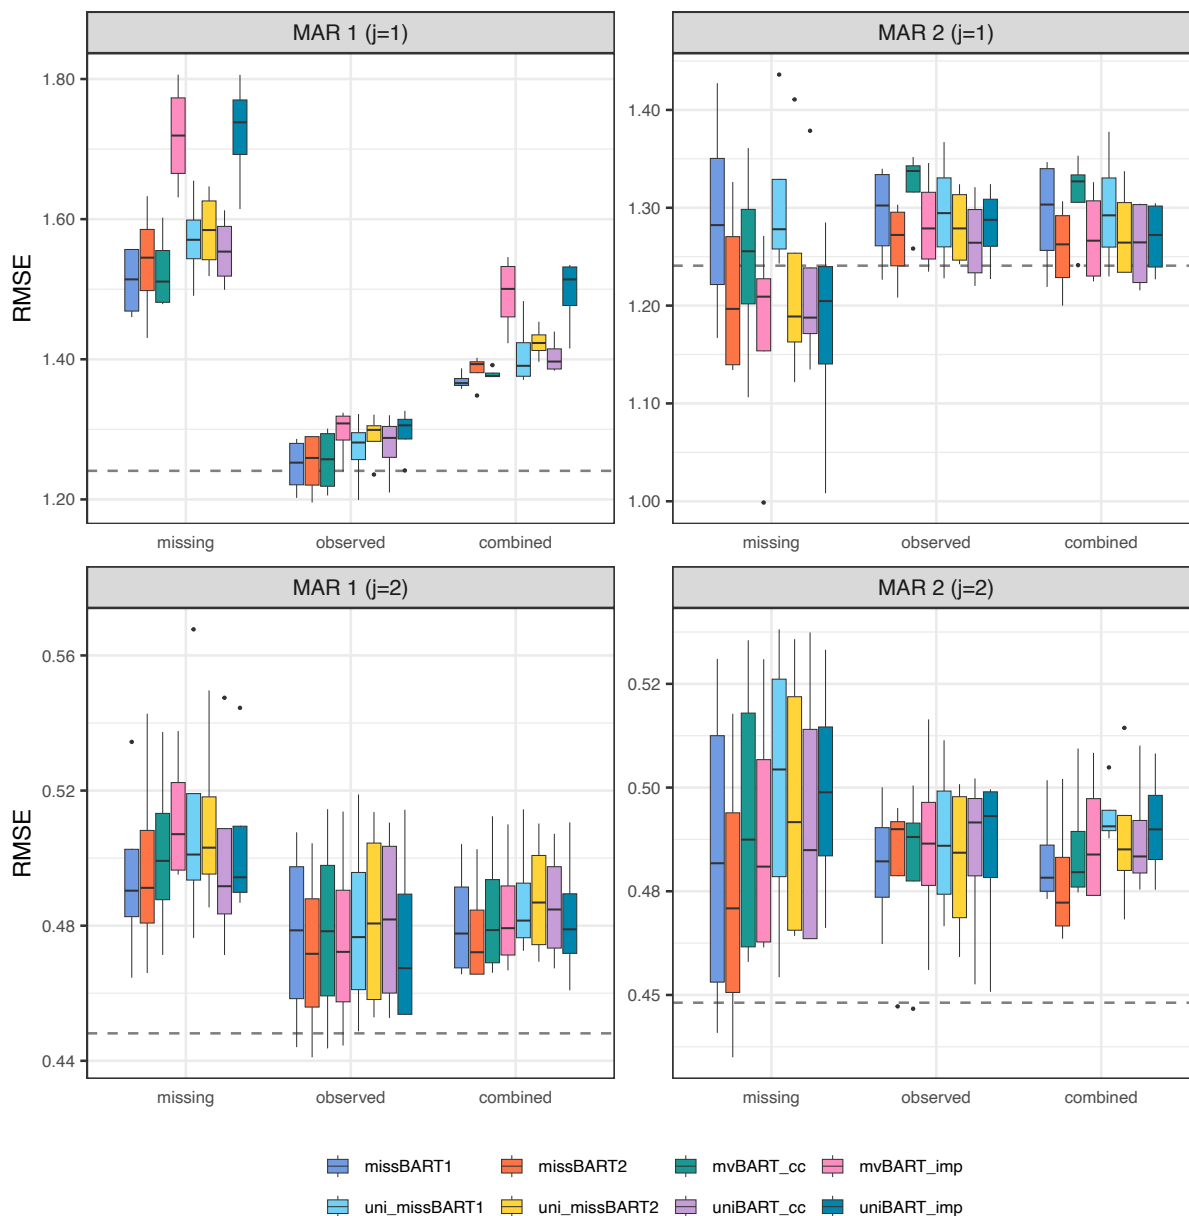 MAR 1 (j=1)
MAR 2 (j=1)
RMSE
1.80
1.60
1.40
1.20
1.40
1.30
1.20
1.10
1.00
missing observed combined
missing observed combined
MAR 1 (j=2)
MAR 2 (j=2)
RMSE
0.56
0.52
0.48
0.44
0.52
0.50
0.48
0.45
missing observed combined
missing observed combined
missBART1 missBART2 mvBART_cc mvBART_imp
uni_missBART1 uni_missBART2 uniBART_cc uniBART_imp